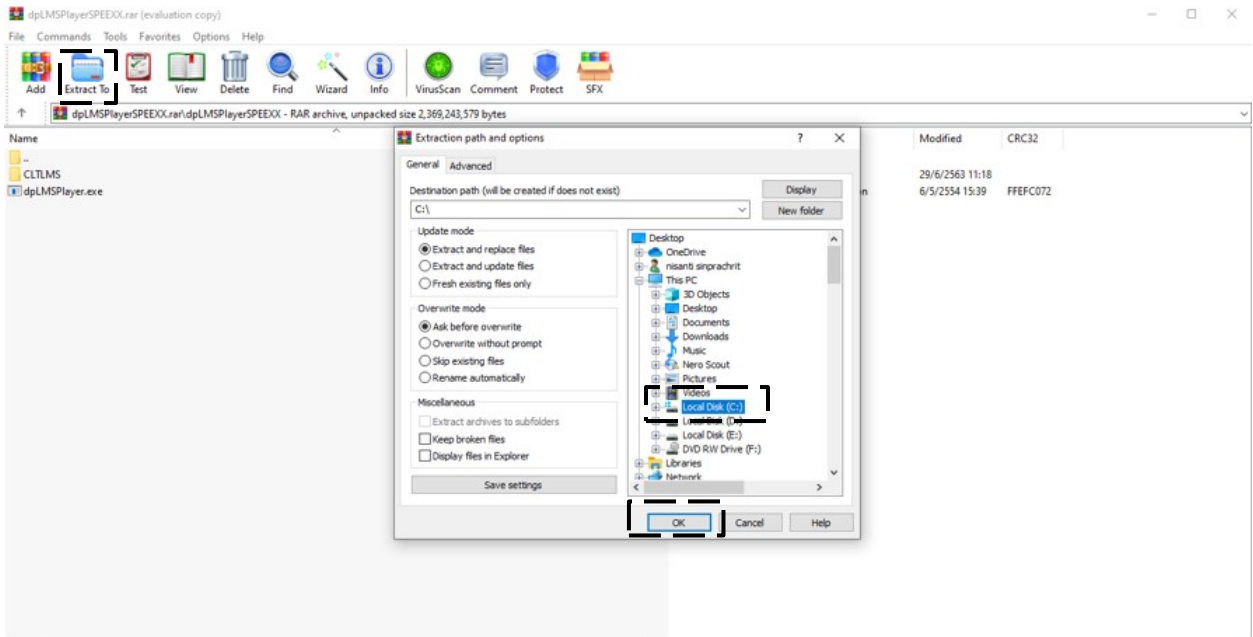 dpLMSPlayerSPEEXX.rar (evaluation copy)
File Commands Tools Favorites Options Help
Add Extract To Test View Delete Find Wizard Info VirusScan Comment Protect SFX
dpLMSPlayerSPEEXX.rar\dpLMSPlayerSPEEXX - RAR archive, unpacked size 2,369,243,579 bytes
Name Modified CRC32
..
CLTLMS 29/6/2563 11:18
dpLMSPlayer.exe 6/5/2554 15:39 FFEFC072
Extraction path and options
General Advanced
Destination path (will be created if does not exist)
Display
C:\
New folder
Update mode
Extract and replace files
Extract and update files
Fresh existing files only
Overwrite mode
Ask before overwrite
Overwrite without prompt
Skip existing files
Rename automatically
Miscellaneous
Extract archives to subfolders
Keep broken files
Display files in Explorer
Save settings
Desktop
OneDrive
nisanti sinprachrit
This PC
3D Objects
Desktop
Documents
Downloads
Music
Nero Scout
Pictures
Videos
Local Disk (C:)
Local Disk (D:)
Local Disk (E:)
DVD RW Drive (F:)
Libraries
Network
OK Cancel Help